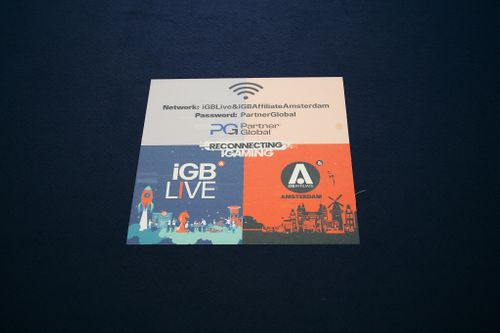 Network: iGBLive&iGBAffiliateAmsterdam
Password: PartnerGlobal
PG Partner
Global
RECONNECTING
IGAMING
iGB
LIVE
A
AMSTERDAM